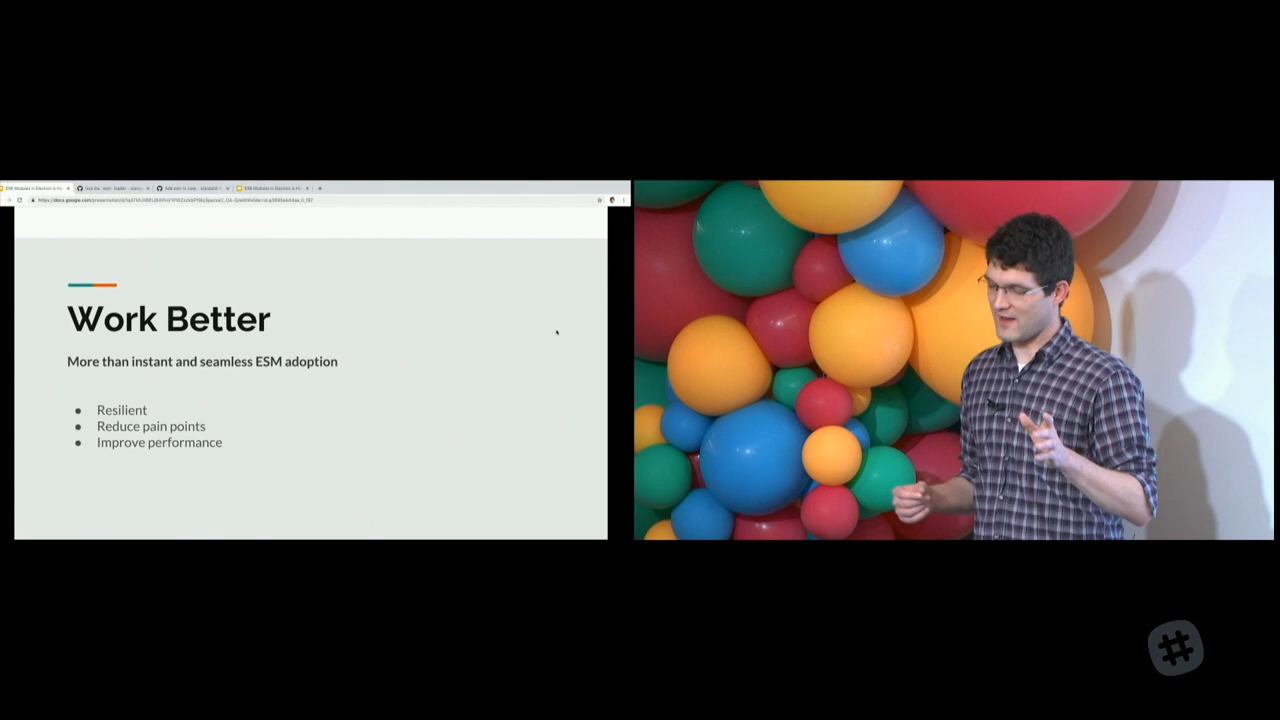 Work Better
More than instant and seamless ESM adoption
● Resilient
● Reduce pain points
● Improve performance